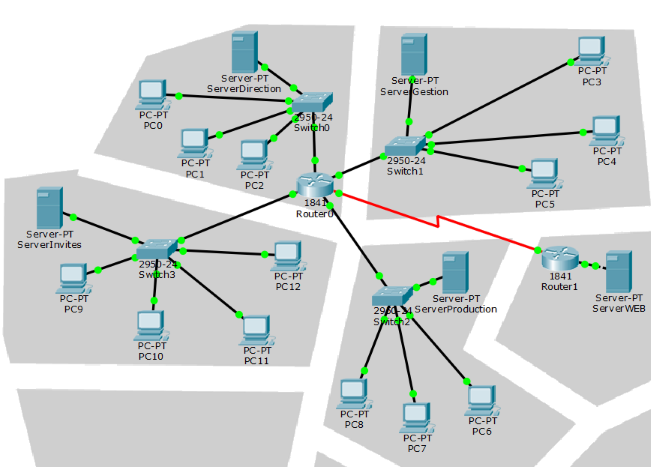 Server-PT
ServerDirection
PC-PT
PC0
2950-24
Switch0
PC-PT
PC1
PC-PT
PC2
Server-PT
ServerGestion
PC-PT
PC3
2950-24
Switch1
PC-PT
PC4
PC-PT
PC5
1841
Router0
Server-PT
ServerInvites
2950-24
Switch3
PC-PT
PC12
PC-PT
PC9
PC-PT
PC10
PC-PT
PC11
Server-PT
ServerProduction
2950-24
Switch2
1841
Router1
Server-PT
ServerWEB
PC-PT
PC8
PC-PT
PC7
PC-PT
PC6